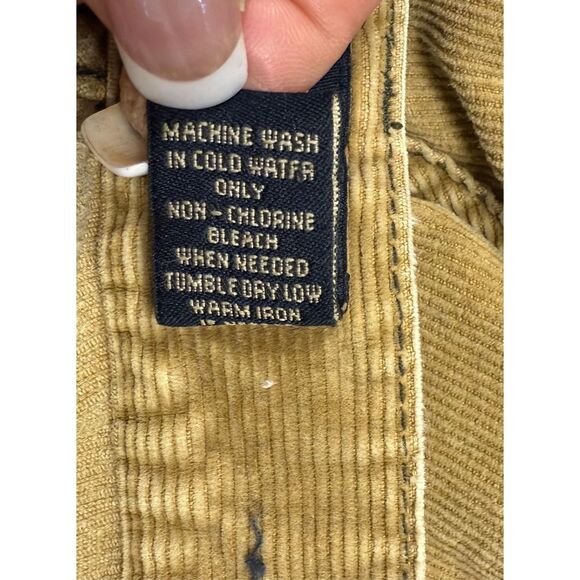 MACHINE WASH
IN COLD WATER
ONLY
NON-CHLORINE
BLEACH
WHEN NEEDED
TUMBLE DRY LOW
WARM IRON